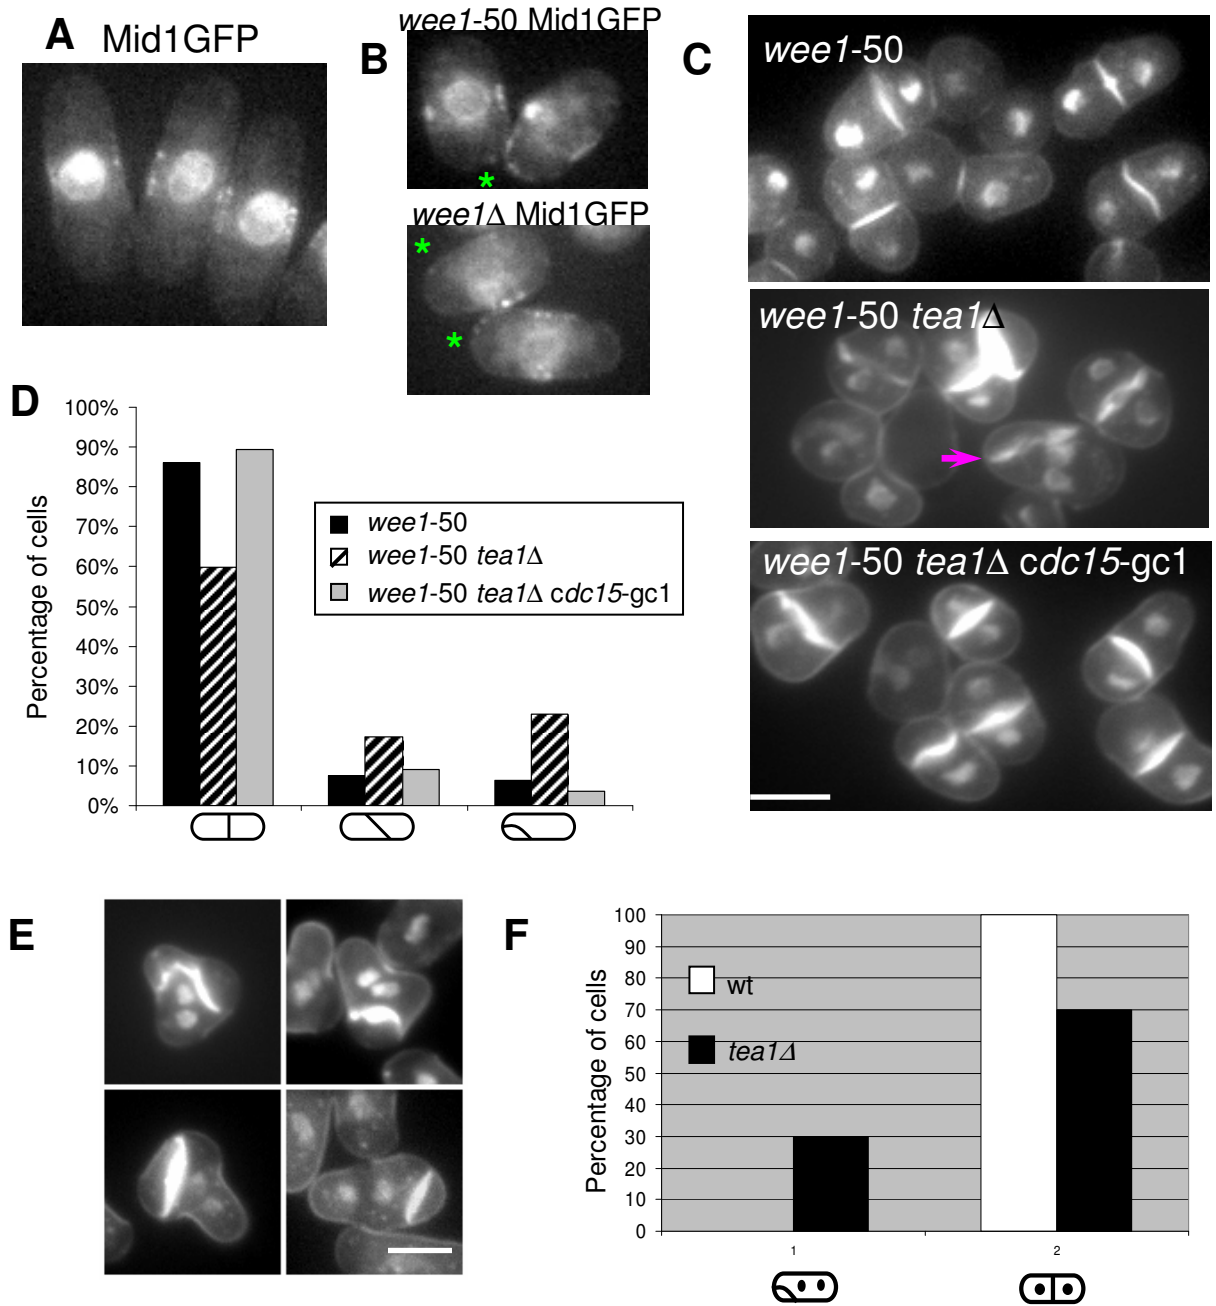 A Mid1GFP
B
wee1-50 Mid1GFP
*
wee1Δ Mid1GFP
*
*
C
wee1-50
wee1-50 tea1Δ
wee1-50 tea1Δ cdc15-gc1
D
100%
90%
80%
70%
60%
50%
40%
30%
20%
10%
0%
Percentage of cells
wee1-50
wee1-50 tea1Δ
wee1-50 tea1Δ cdc15-gc1
E
F
100
90
80
70
60
50
40
30
20
10
0
Percentage of cells
wt
tea1Δ
1
2